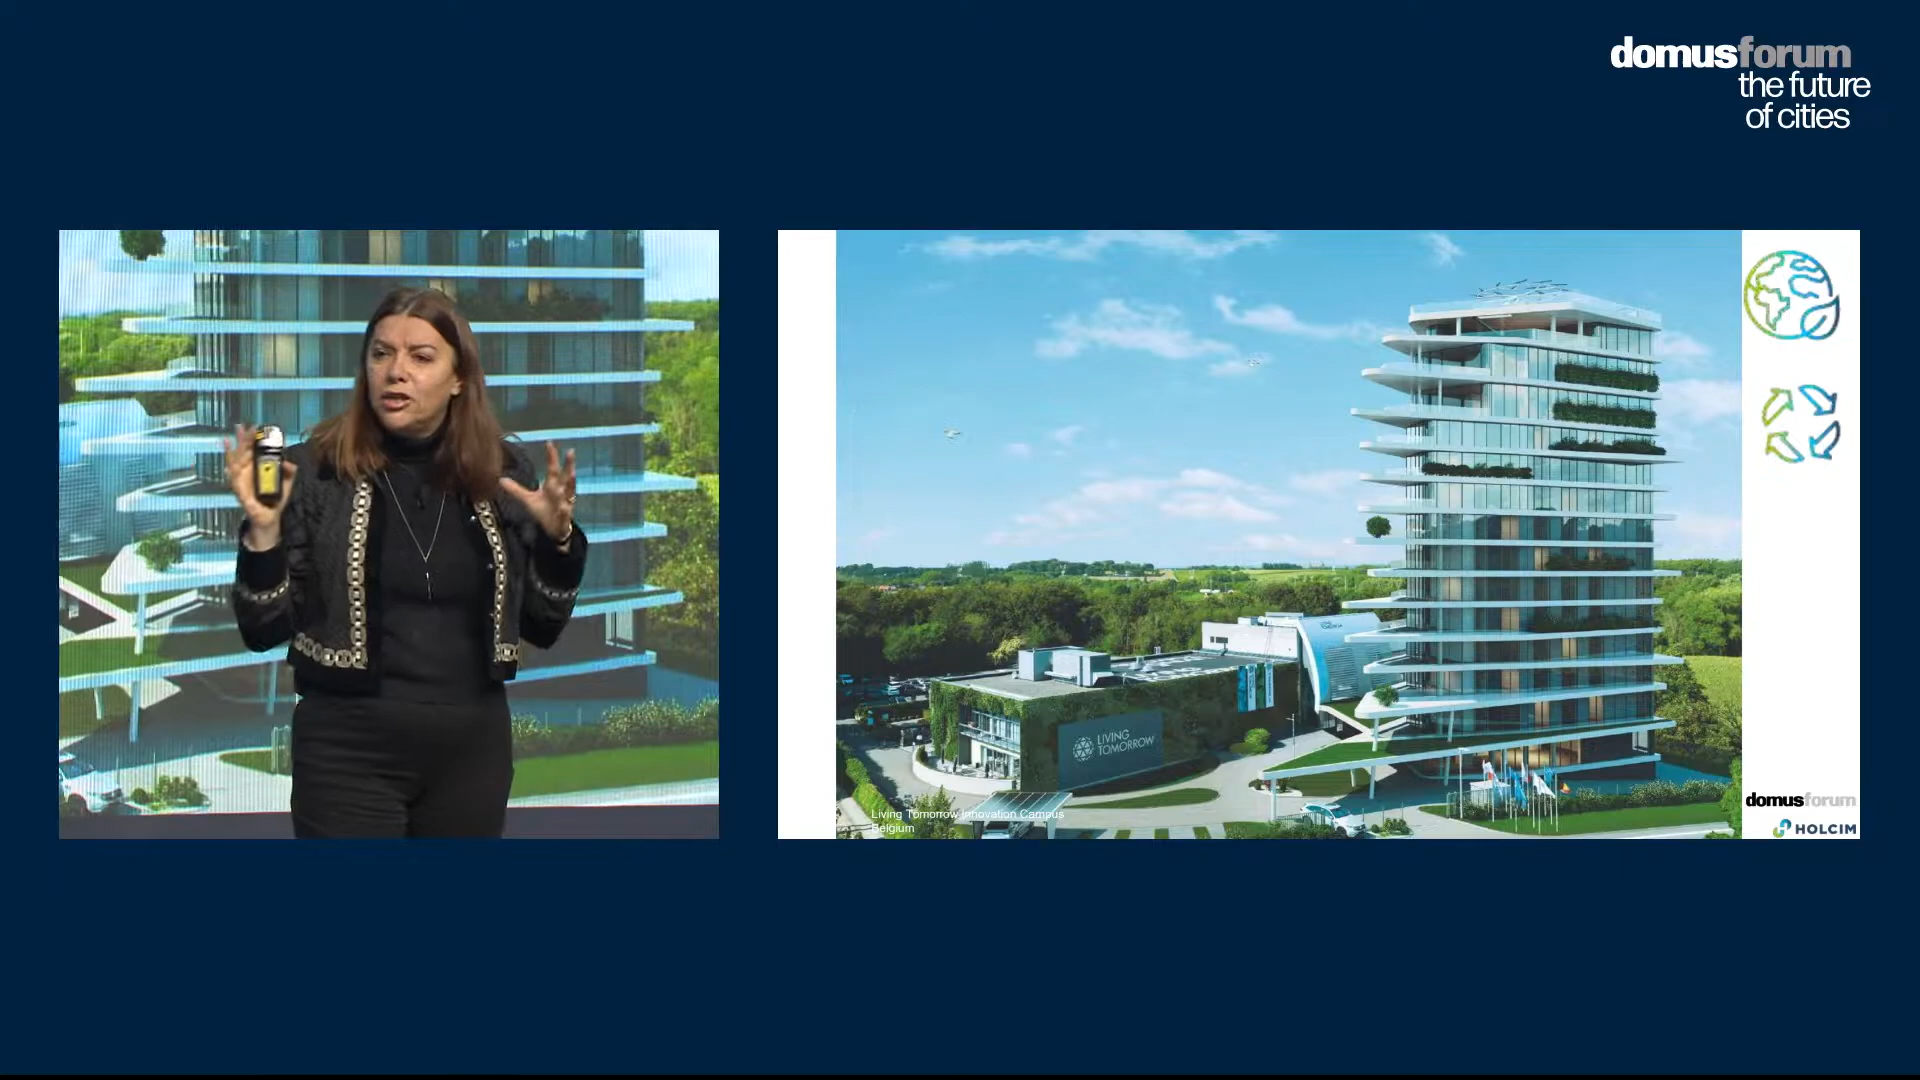 domusforum
the future
of cities
LIVING
TOMORROW
Living Tomorrow Innovation Campus
Belgium
domusforum
HOLCIM